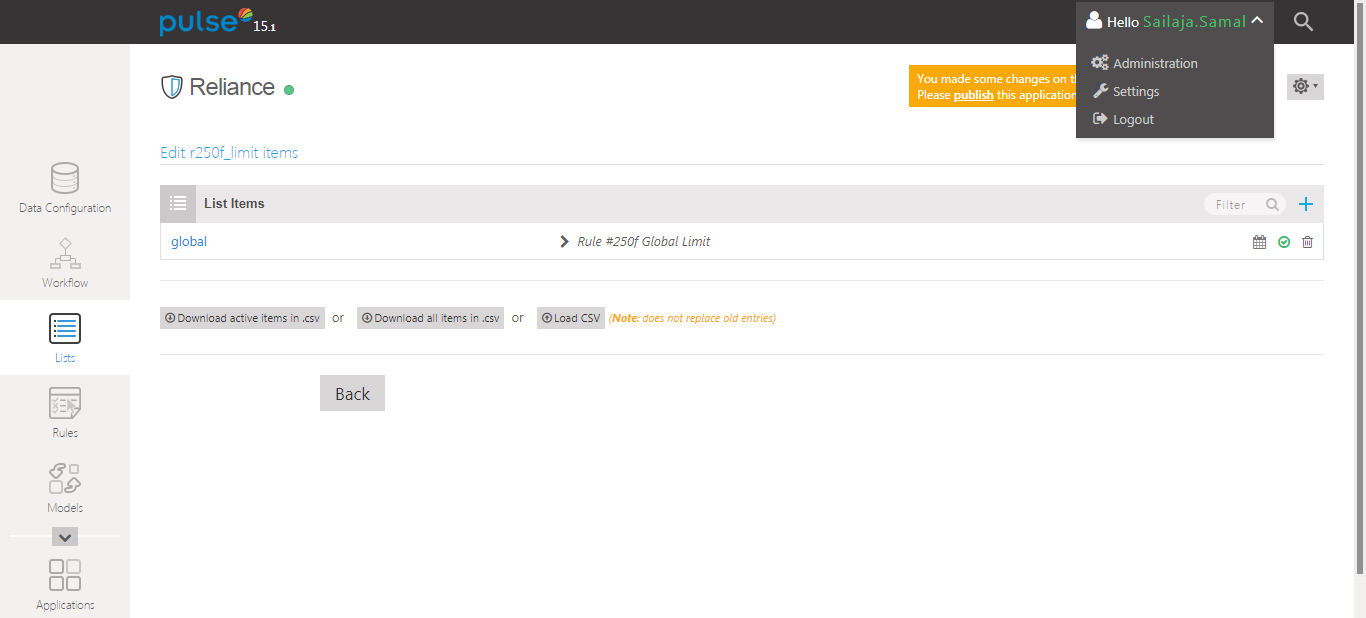 pulse 15.1
Hello Sailaja.Samal
Administration
Settings
Logout
Reliance
You made some changes on
Please publish this application
Edit r250f_limit items
List Items
Filter
global
Rule #250f Global Limit
Download active items in .csv or Download all items in .csv or Load CSV (Note: does not replace old entries)
Back
Data Configuration
Workflow
Lists
Rules
Models
Applications